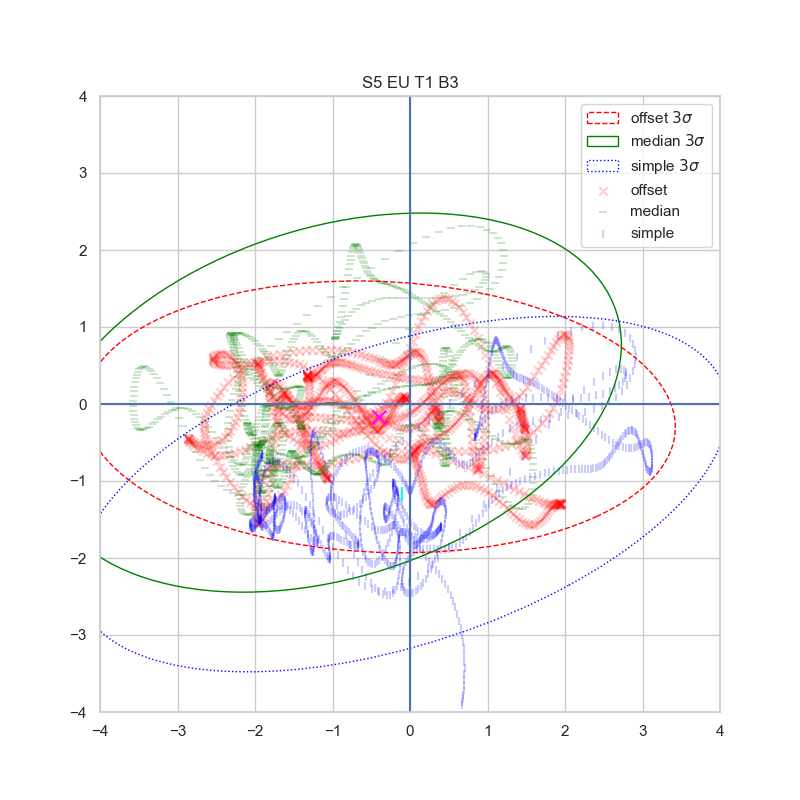 S5 EU T1 B3
offset 3σ
median 3σ
simple 3σ
offset
median
simple
4
3
2
1
0
−1
−2
−3
−4
−4 −3 −2 −1 0 1 2 3 4